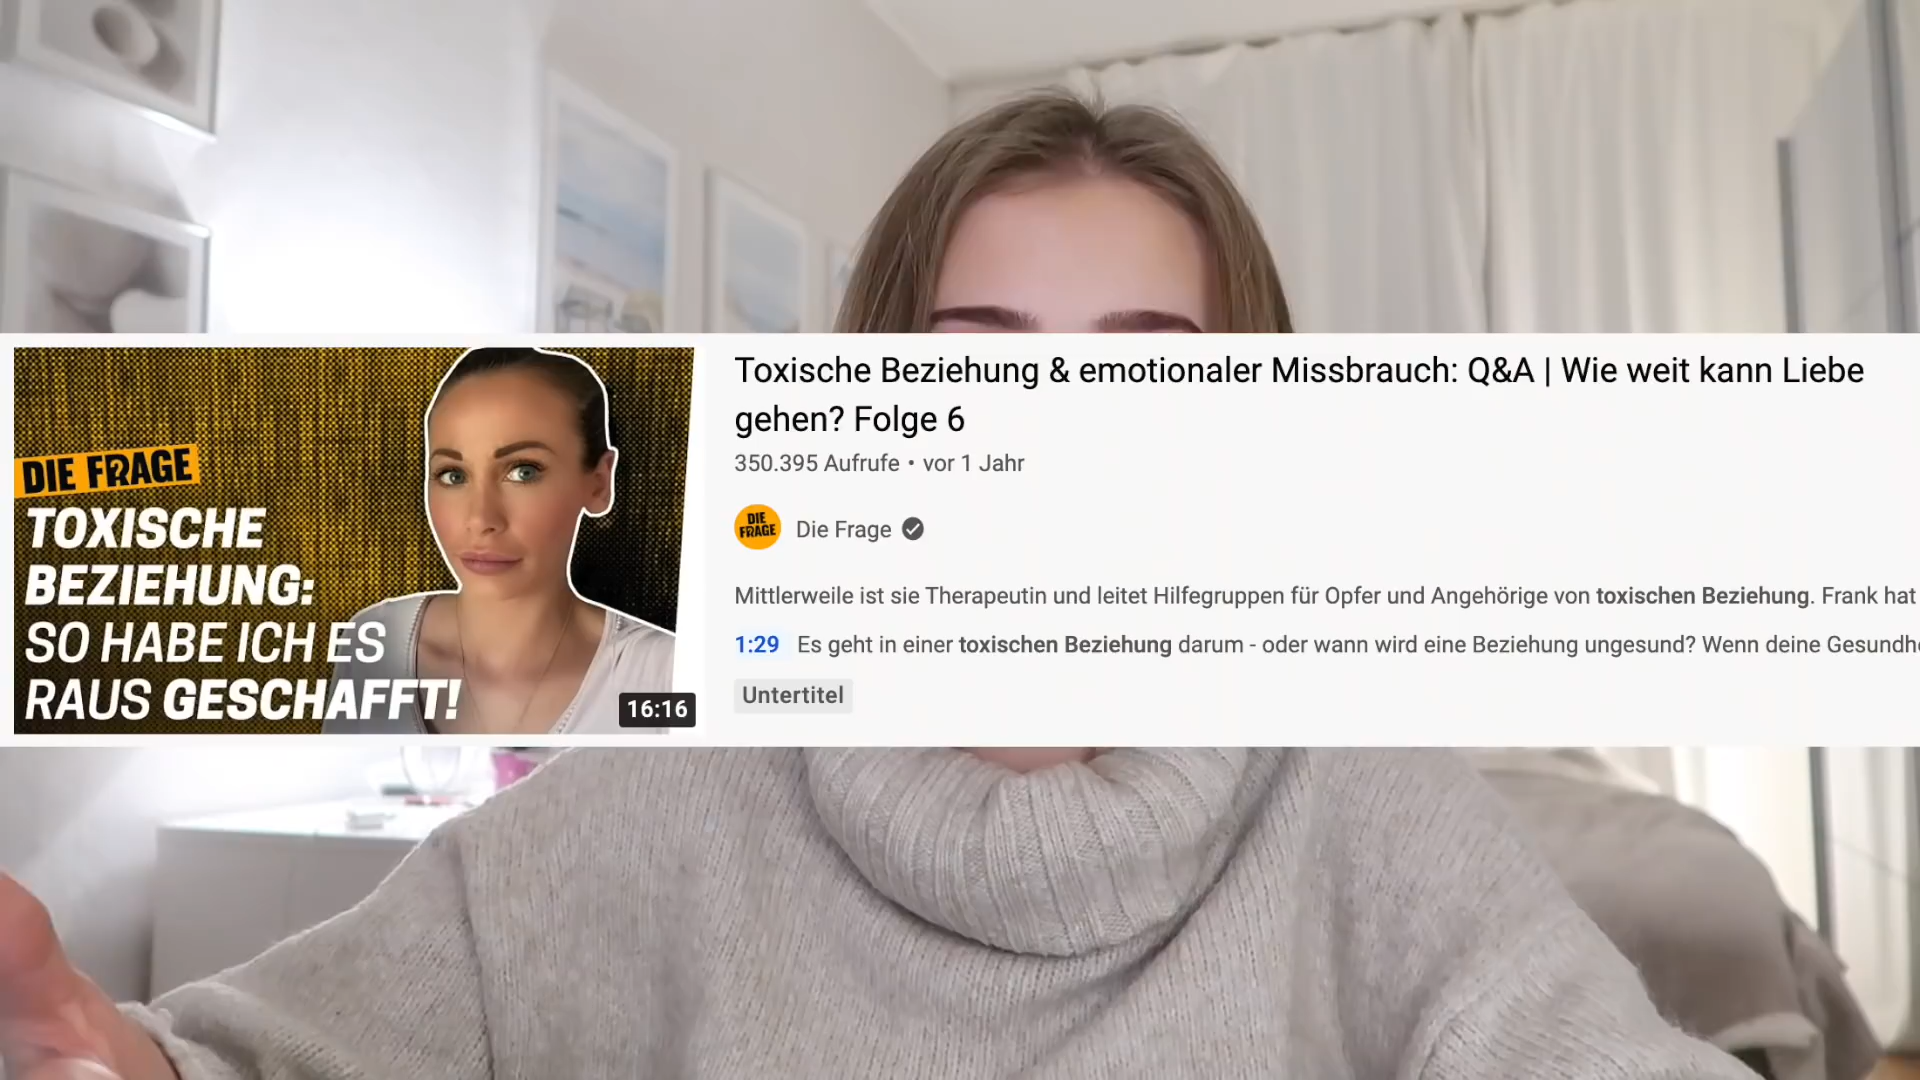 DIE FRAGE
TOXISCHE
BEZIEHUNG:
SO HABE ICH ES
RAUS GESCHAFFT!
16:16
Toxische Beziehung & emotionaler Missbrauch: Q&A | Wie weit kann Liebe
gehen? Folge 6
350.395 Aufrufe • vor 1 Jahr
DIE
FRAGE
Die Frage
Mittlerweile ist sie Therapeutin und leitet Hilfegruppen für Opfer und Angehörige von toxischen Beziehung. Frank hat
1:29 Es geht in einer toxischen Beziehung darum - oder wann wird eine Beziehung ungesund? Wenn deine
Untertitel